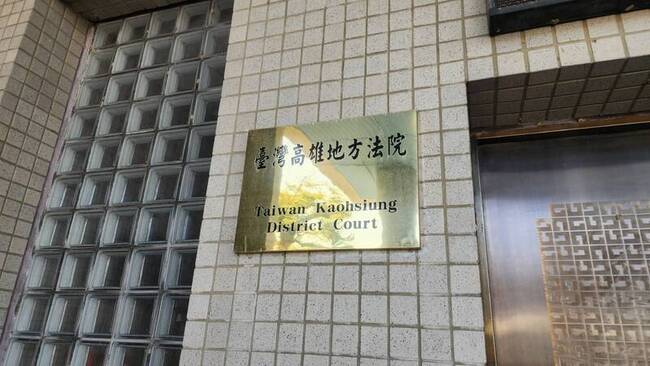 臺灣高雄地方法院
Taiwan Kaohsiung
District Court